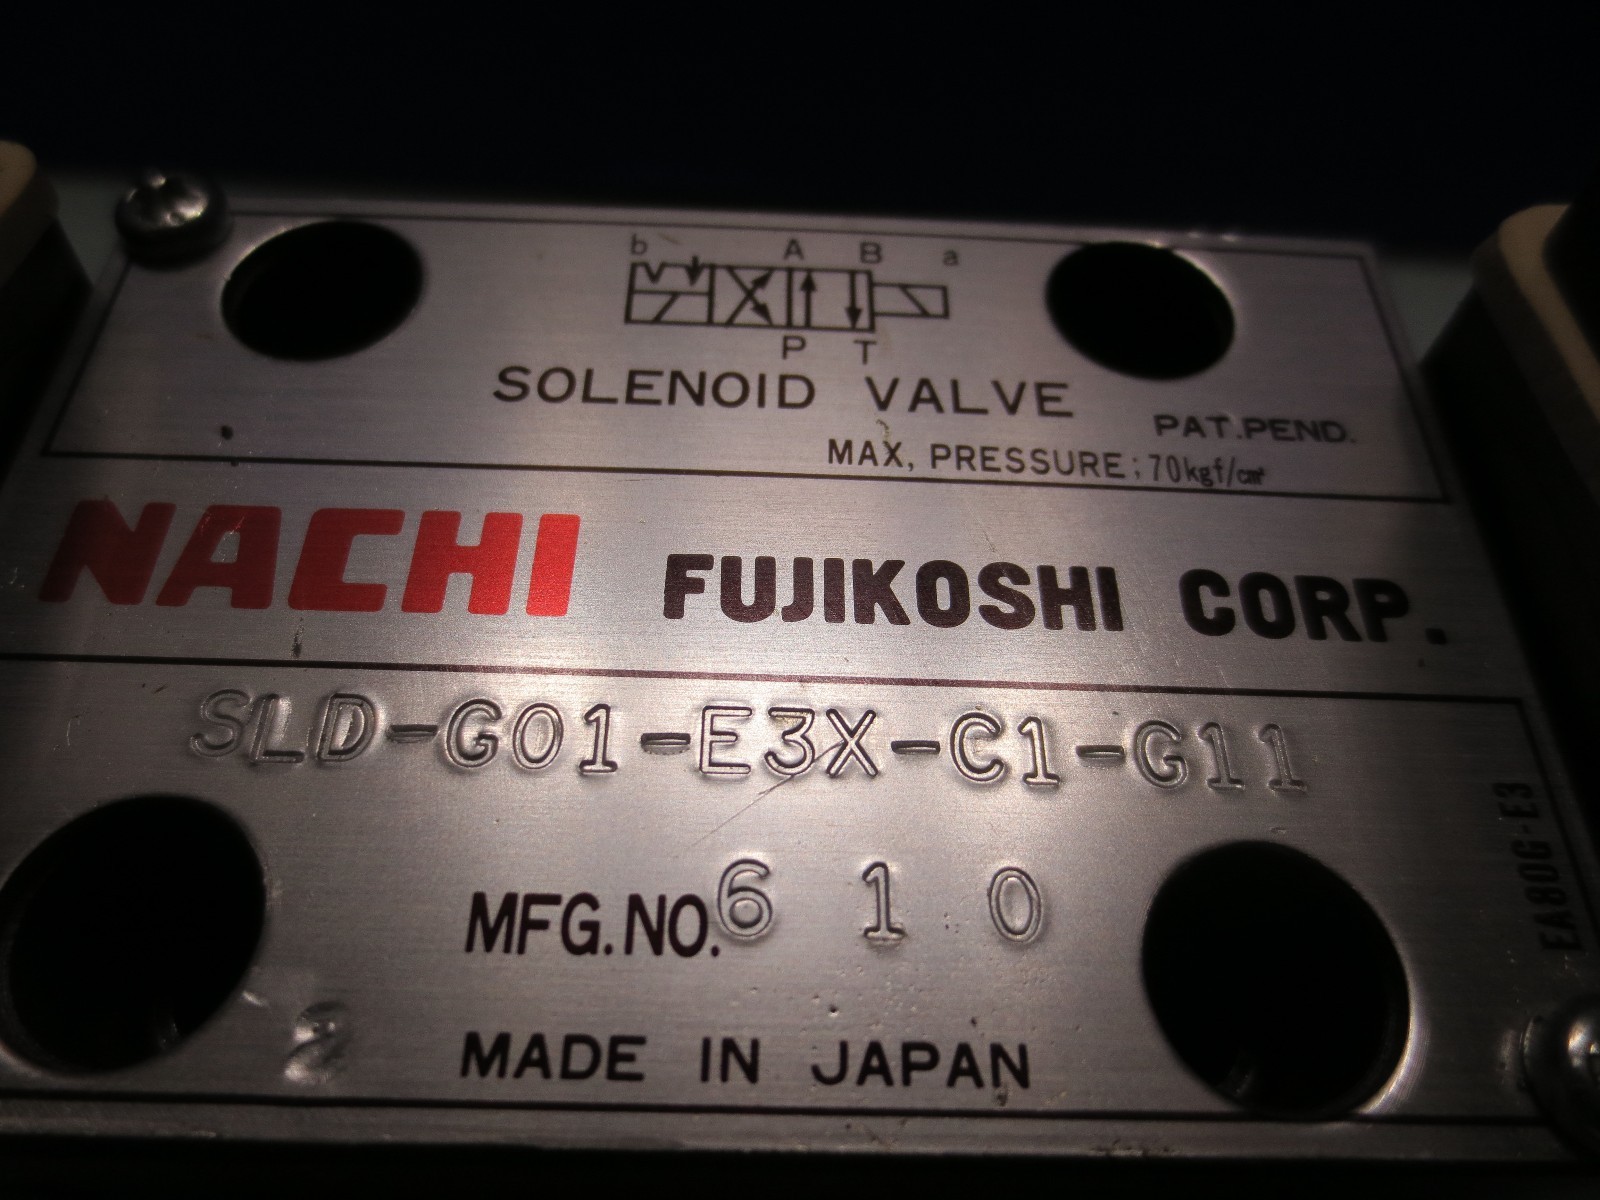 b A B a
P T
SOLENOID VALVE
PAT.PEND.
MAX, PRESSURE; 70kgf/cm²
NACHI FUJIKOSHI CORP.
SLD-G01-E3X-C1-G11
MFG.NO. 6 1 0
MADE IN JAPAN
EA80G-E3